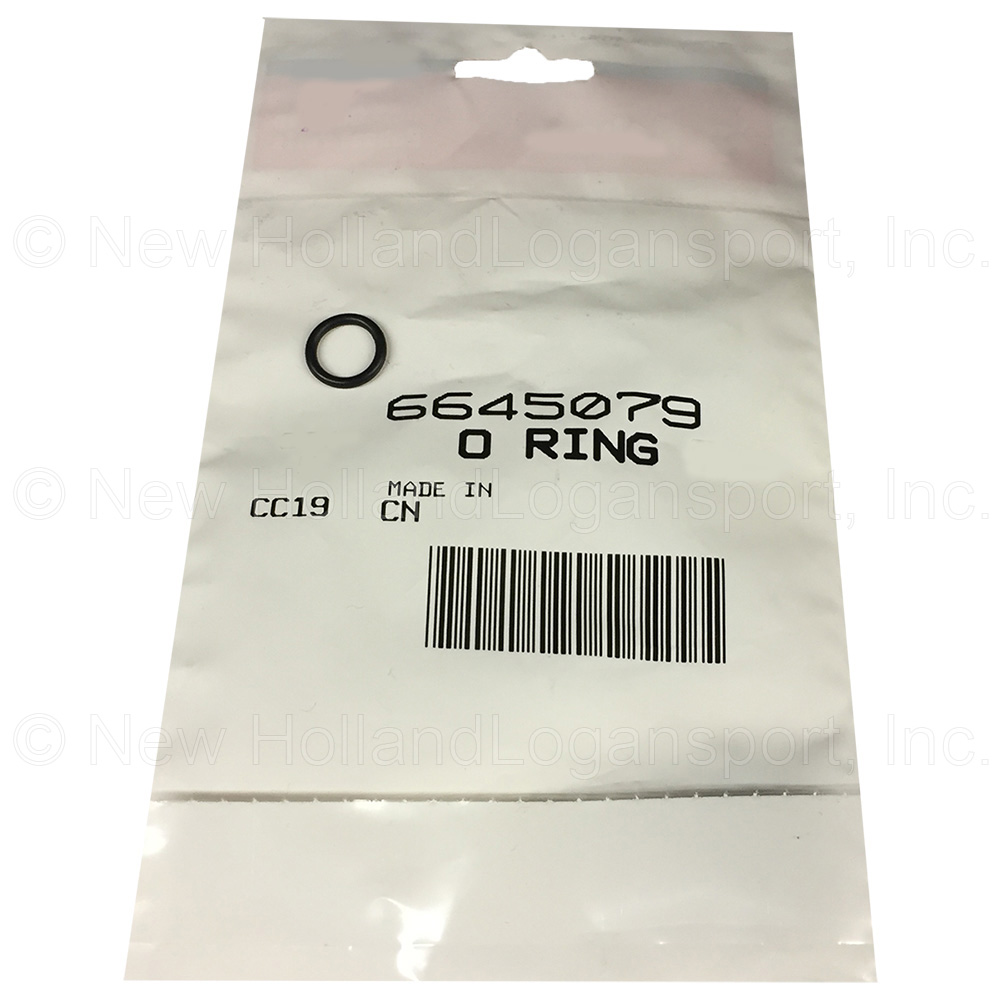 © New HollandLogansport, Inc.
6645079
O RING
© New HollandLogansport, Inc.
MADE IN
CC19 CN
© New HollandLogansport, Inc.